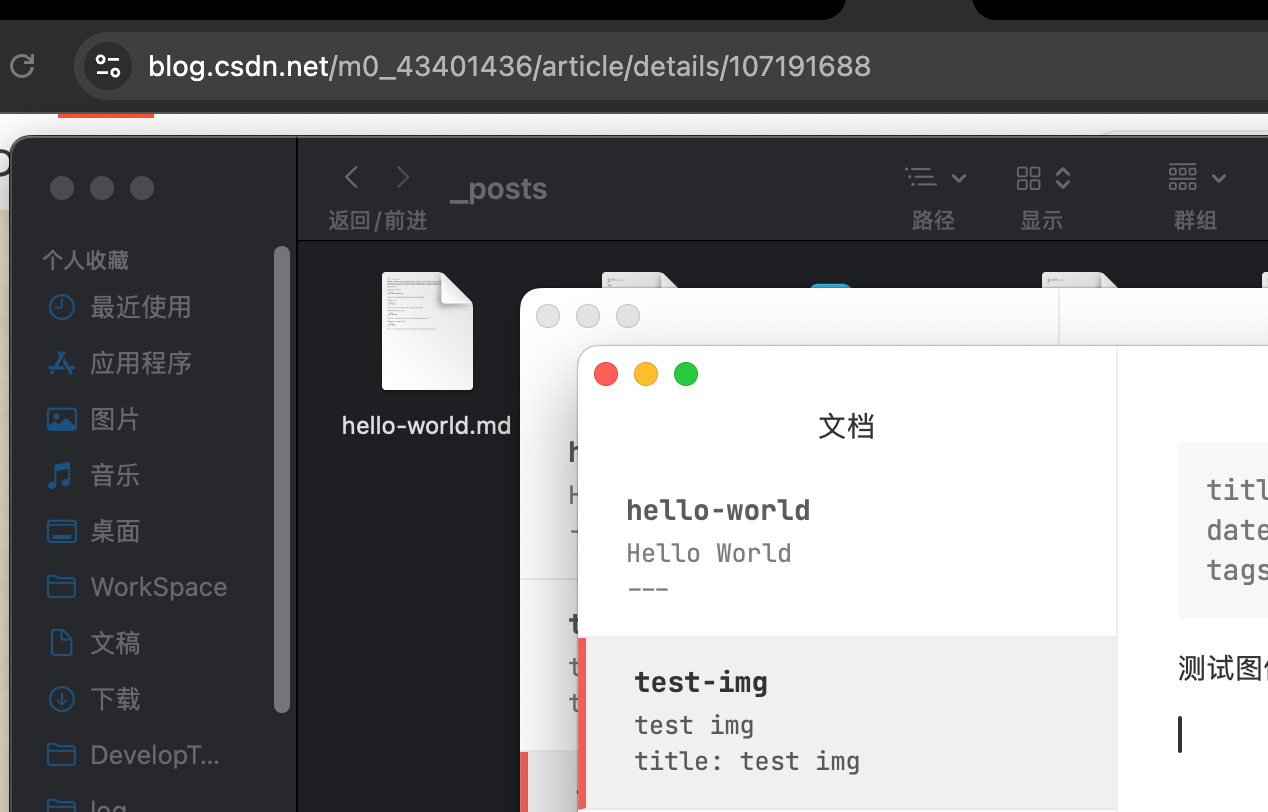 blog.csdn.net/m0_43401436/article/details/107191688
_posts
返回/前进
路径
显示
群组
个人收藏
最近使用
应用程序
图片
音乐
桌面
WorkSpace
文稿
下载
DevelopT...
log
hello-world.md
文档
hello-world
Hello World
---
test-img
test img
title: test img
titl
date
tags
测试图